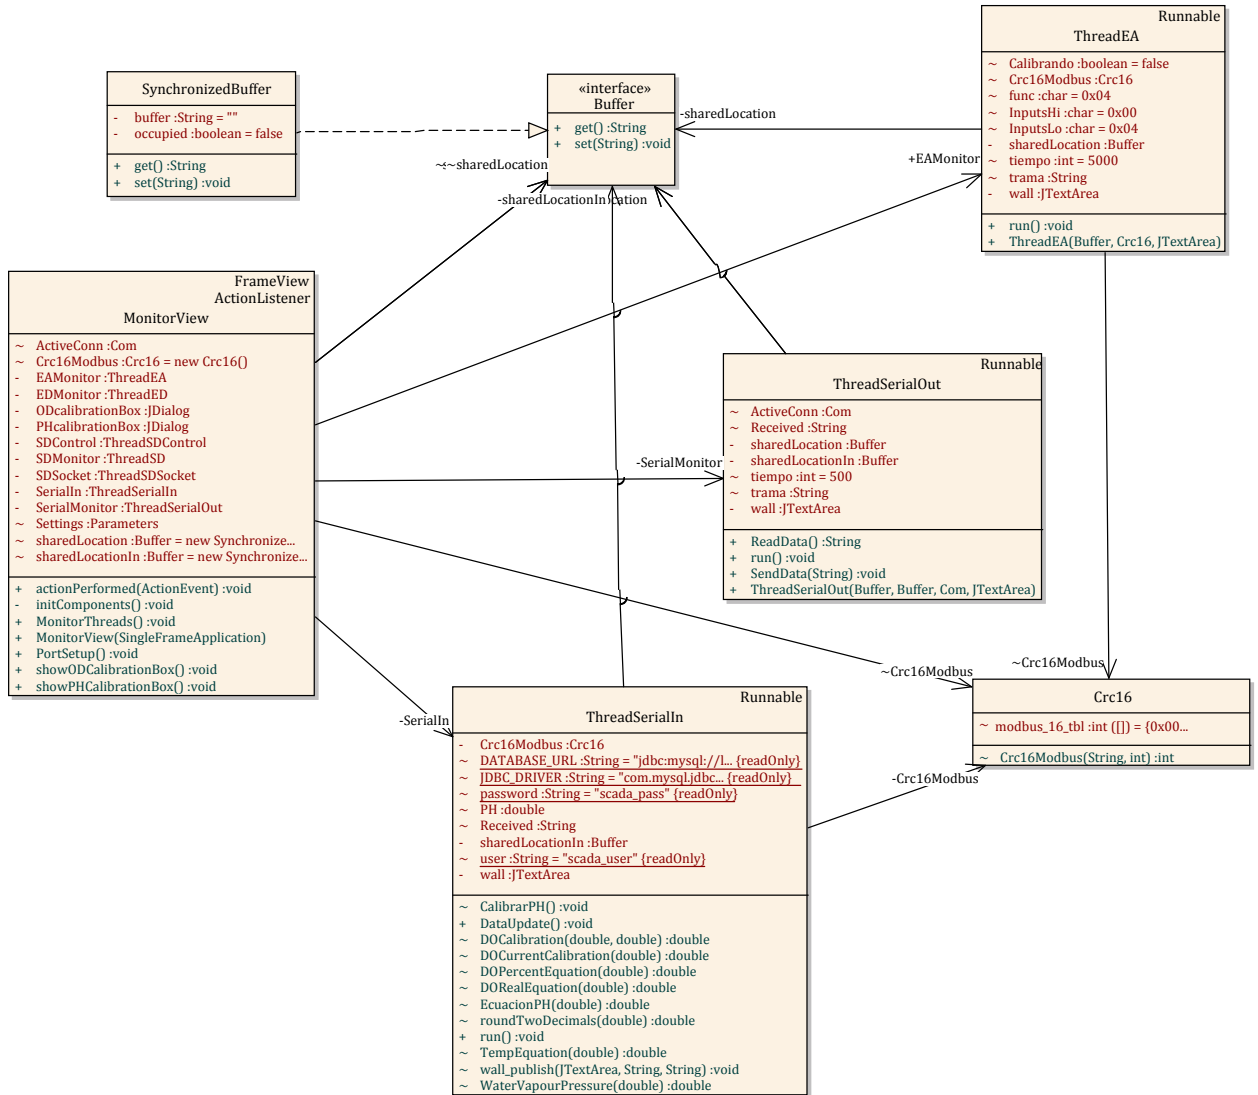 Runnable
ThreadEA
~ Calibrando :boolean = false
~ Crc16Modbus :Crc16
~ func :char = 0x04
~ InputsHi :char = 0x00
~ InputsLo :char = 0x04
- sharedLocation :Buffer
~ tiempo :int = 5000
~ trama :String
- wall :JTextArea
+ run() :void
+ ThreadEA(Buffer, Crc16, JTextArea)
SynchronizedBuffer
- buffer :String = ""
- occupied :boolean = false
+ get() :String
+ set(String) :void
«interface»
Buffer
+ get() :String
+ set(String) :void
-sharedLocation
+EAMonitor
~sharedLocation
-sharedLocationIn
FrameView
ActionListener
MonitorView
~ ActiveConn :Com
~ Crc16Modbus :Crc16 = new Crc16()
- EAMonitor :ThreadEA
- EDMonitor :ThreadED
- ODcalibrationBox :JDialog
- PHcalibrationBox :JDialog
- SDControl :ThreadSDControl
- SDMonitor :ThreadSD
- SDSocket :ThreadSDSocket
- SerialIn :ThreadSerialIn
- SerialMonitor :ThreadSerialOut
~ Settings :Parameters
~ sharedLocation :Buffer = new Synchronize...
~ sharedLocationIn :Buffer = new Synchronize...
+ actionPerformed(ActionEvent) :void
- initComponents() :void
+ MonitorThreads() :void
+ MonitorView(SingleFrameApplication)
+ PortSetup() :void
+ showODCalibrationBox() :void
+ showPHCalibrationBox() :void
Runnable
ThreadSerialOut
~ ActiveConn :Com
~ Received :String
- sharedLocation :Buffer
- sharedLocationIn :Buffer
~ tiempo :int = 500
~ trama :String
- wall :JTextArea
+ ReadData() :String
+ run() :void
+ SendData(String) :void
+ ThreadSerialOut(Buffer, Buffer, Com, JTextArea)
-SerialMonitor
~Crc16Modbus
~Crc16Modbus
-SerialIn
-Crc16Modbus
Crc16
~ modbus_16_tbl :int ([]) = {0x00...
~ Crc16Modbus(String, int) :int
Runnable
ThreadSerialIn
- Crc16Modbus :Crc16
~ DATABASE_URL :String = "jdbc:mysql://l... {readOnly}
~ JDBC_DRIVER :String = "com.mysql.jdbc... {readOnly}
~ password :String = "scada_pass" {readOnly}
~ PH :double
~ Received :String
- sharedLocationIn :Buffer
~ user :String = "scada_user" {readOnly}
- wall :JTextArea
~ CalibrarPH() :void
+ DataUpdate() :void
~ DOCalibration(double, double) :double
~ DOCurrentCalibration(double) :double
~ DOPercentEquation(double) :double
~ DORealEquation(double) :double
~ EcuacionPH(double) :double
~ roundTwoDecimals(double) :double
+ run() :void
~ TempEquation(double) :double
~ wall_publish(JTextArea, String, String) :void
~ WaterVapourPressure(double) :double